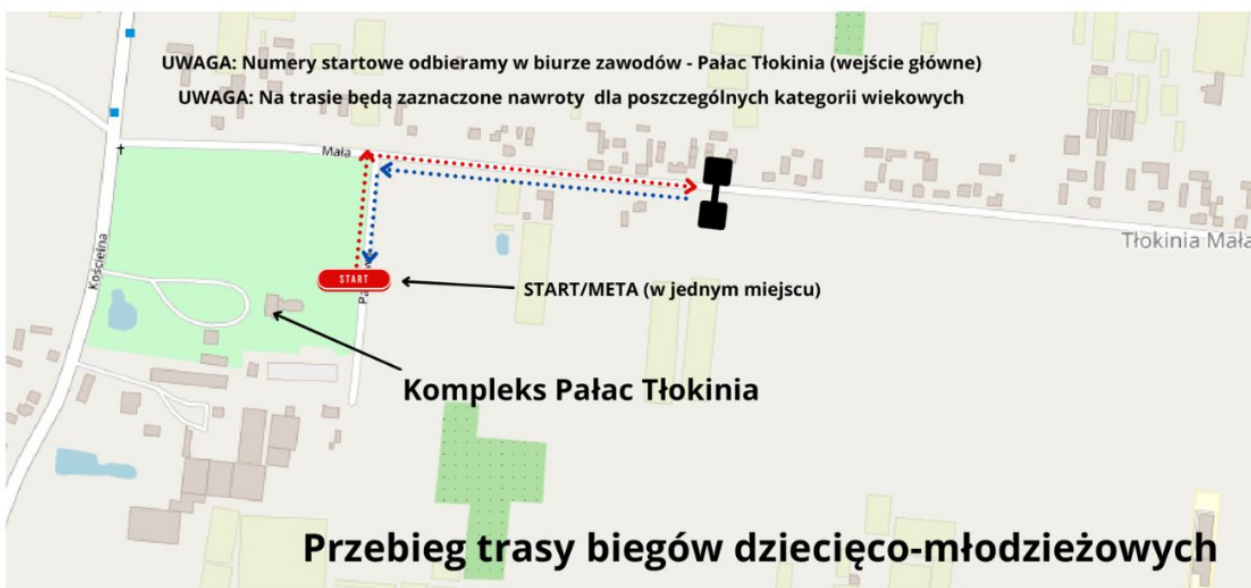 UWAGA: Numery startowe odbieramy w biurze zawodów - Pałac Tłokinia (wejście główne)
UWAGA: Na trasie będą zaznaczone nawroty dla poszczególnych kategorii wiekowych
Mała
Tłokinia Mała
Kościelna
START
START/META (w jednym miejscu)
Kompleks Pałac Tłokinia
Przebieg trasy biegów dziecięco-młodzieżowych